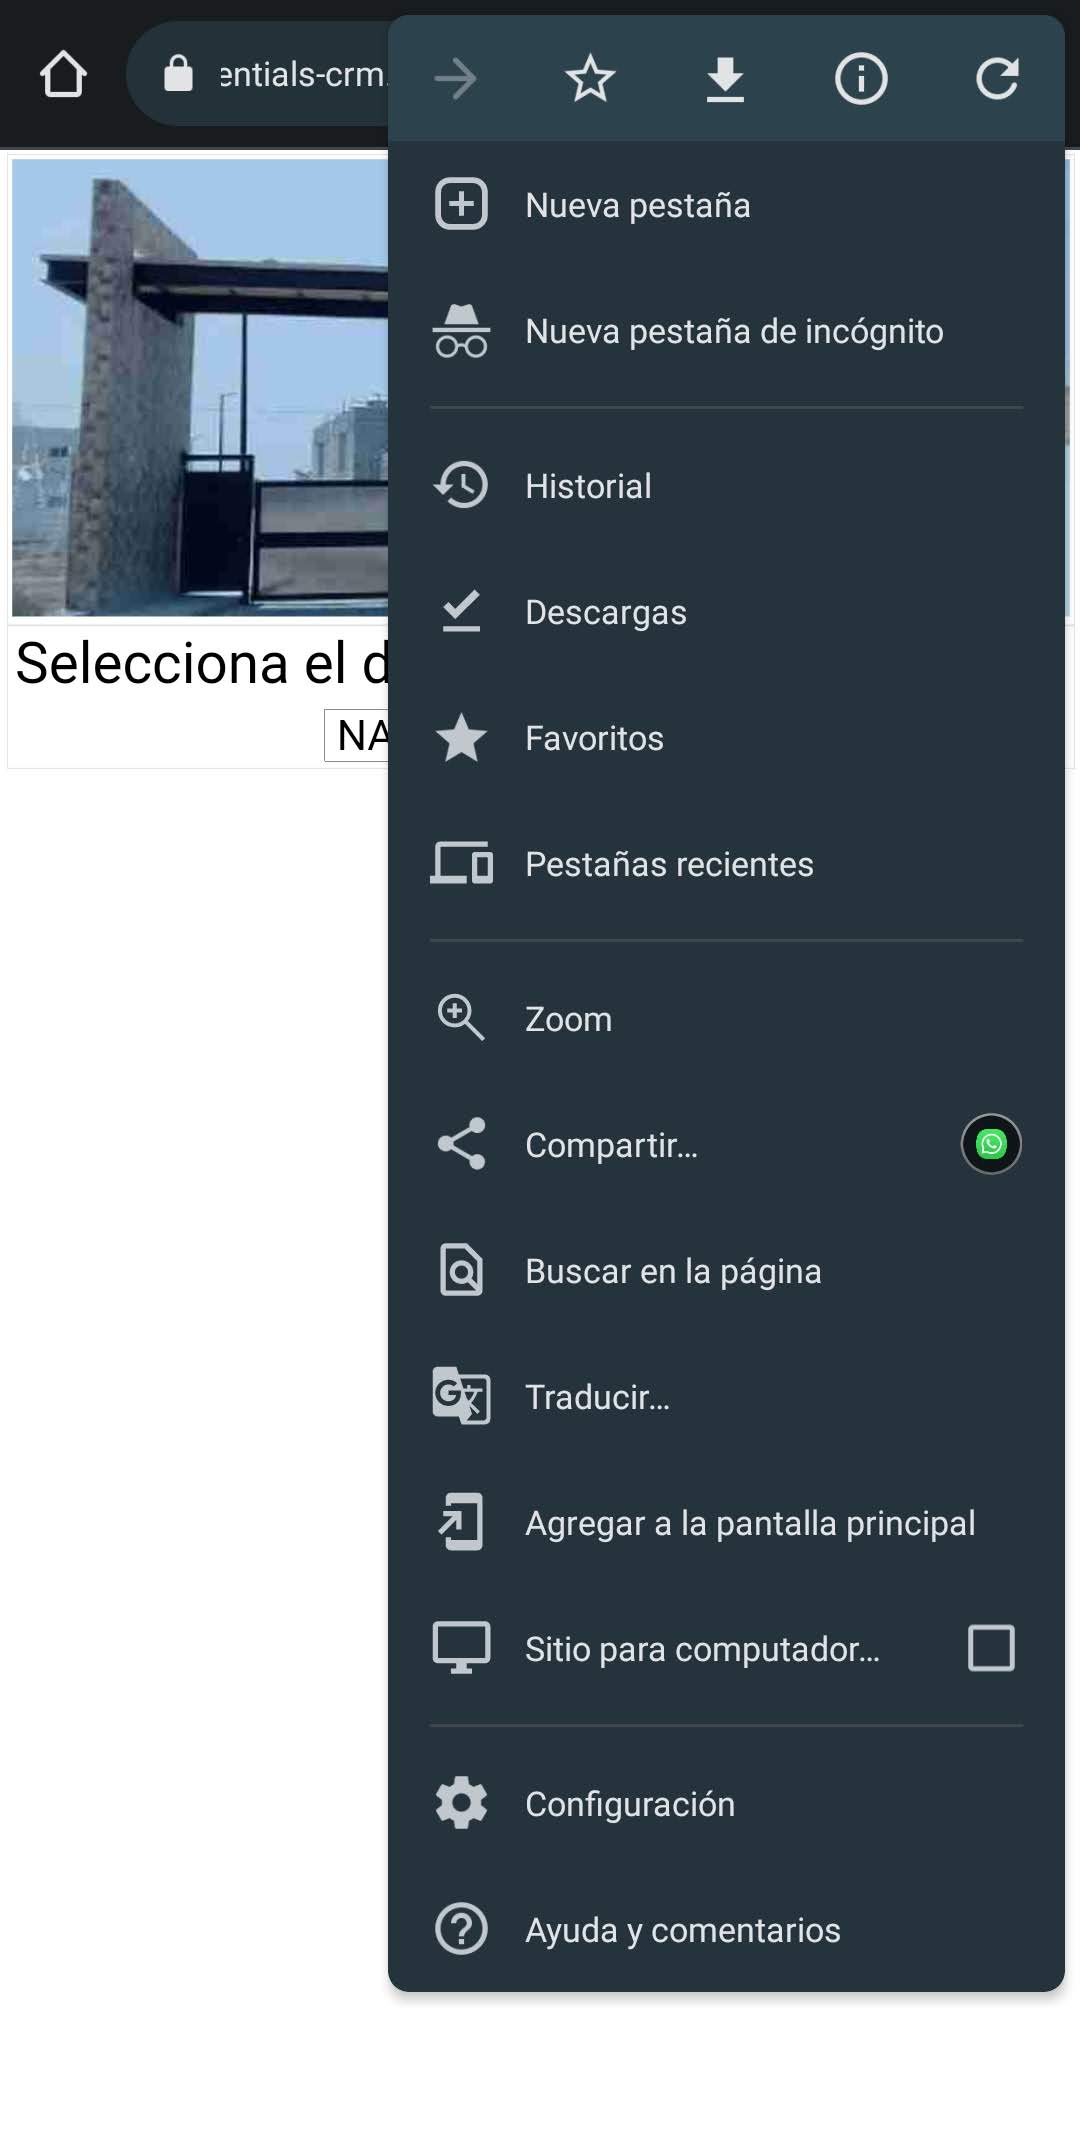 entials-crm.
Nueva pestaña
Nueva pestaña de incógnito
Historial
Descargas
Favoritos
Pestañas recientes
Zoom
Compartir...
Buscar en la página
Traducir...
Agregar a la pantalla principal
Sitio para computador...
Configuración
Ayuda y comentarios
Selecciona el d
NA